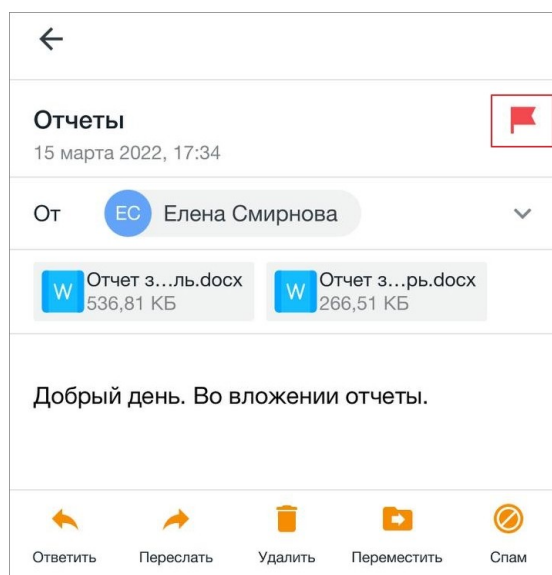 Отчеты
15 марта 2022, 17:34
От ЕС Елена Смирнова
W Отчет з...ль.docx W Отчет з...рь.docx
536,81 КБ 266,51 КБ
Добрый день. Во вложении отчеты.
Ответить Переслать Удалить Переместить Спам